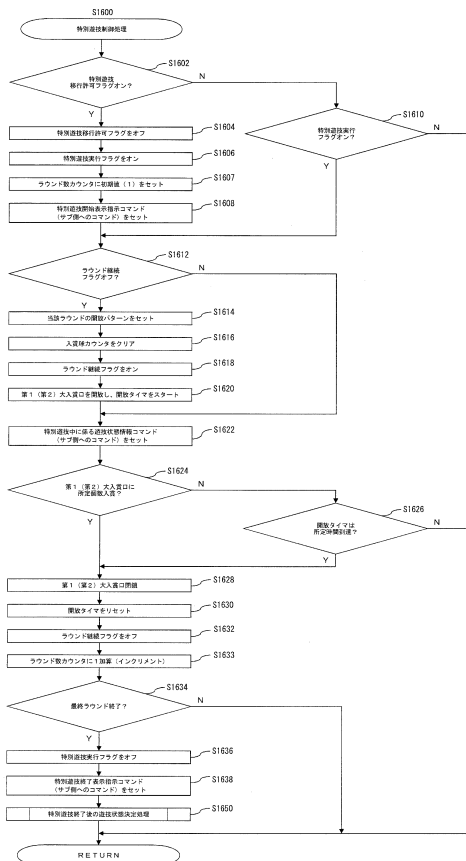 S1600
特別遊技制御処理
S1602
特別遊技
移行許可フラグオン？
N
Y
S1610
特別遊技実行
フラグオン？
N
Y
特別遊技移行許可フラグをオフ
S1604
特別遊技実行フラグをオン
S1606
ラウンド数カウンタに初期値（１）をセット
S1607
特別遊技開始表示指示コマンド
（サブ側へのコマンド）をセット
S1608
S1612
ラウンド継続
フラグオフ？
N
Y
当該ラウンドの開放パターンをセット
S1614
入賞球カウンタをクリア
S1616
ラウンド継続フラグをオン
S1618
第１（第２）大入賞口を開放し、開放タイマをスタート
S1620
特別遊技中に係る遊技状態情報コマンド
（サブ側へのコマンド）をセット
S1622
S1624
第１（第２）大入賞口に
所定個数入賞？
N
Y
S1626
開放タイマは
所定時間到達？
N
Y
第１（第２）大入賞口閉鎖
S1628
開放タイマをリセット
S1630
ラウンド継続フラグをオフ
S1632
ラウンド数カウンタに１加算（インクリメント）
S1633
S1634
最終ラウンド終了？
N
Y
特別遊技実行フラグをオフ
S1636
特別遊技終了表示指示コマンド
（サブ側へのコマンド）をセット
S1638
特別遊技終了後の遊技状態決定処理
S1650
ＲＥＴＵＲＮ